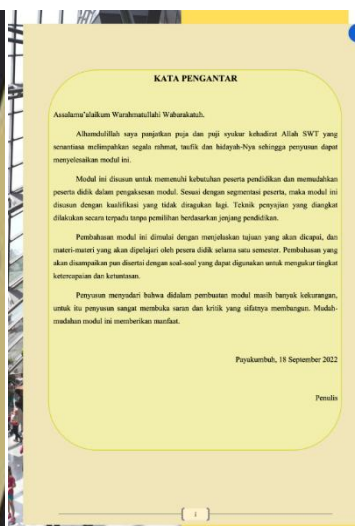 KATA PENGANTAR
Assalama'alaikum Warahmatullahi Wabarakatuh.
Alhamdulillah saya panjatkan puja dan puji syukur kehadirat Allah SWT yang
senantiasa melimpahkan segala rahmat, taufik dan hidayah-Nya sehingga penyusun dapat
menyelesaikan modul ini.
Modul ini disusun untuk memenuhi kebutuhan peserta pendidikan dan memudahkan
peserta didik dalam pengaksesan modul. Sesuai dengan segmentasi peserta, maka modul ini
disusun dengan kualifikasi yang tidak diragukan lagi. Teknik penyajian yang diangkat
dilakukan secara terpadu tanpa pemilihan berdasarkan jenjang pendidikan.
Pembahasan modul ini dimulai dengan menjelaskan tujuan yang akan dicapai, dan
materi-materi yang akan dipelajari oleh pesera didik selama satu semester. Pembahasan yang
akan disampaikan pun disertai dengan soal-soal yang dapat digunakan untuk mengukur tingkat
ketercapaian dan ketuntasan.
Penyusun menyadari bahwa didalam pembuatan modul masih banyak kekurangan,
untuk itu penyusun sangat membuka saran dan kritik yang sifatnya membangun. Mudah-
mudahan modul ini memberikan manfaat.
Payakumbuh, 18 September 2022
Penulis
i